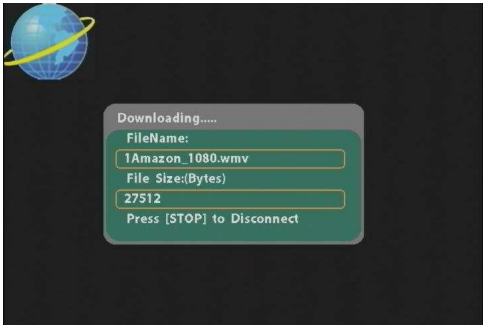 Downloading.....
FileName:
1Amazon_1080.wmv
File Size:(Bytes)
27512
Press [STOP] to Disconnect